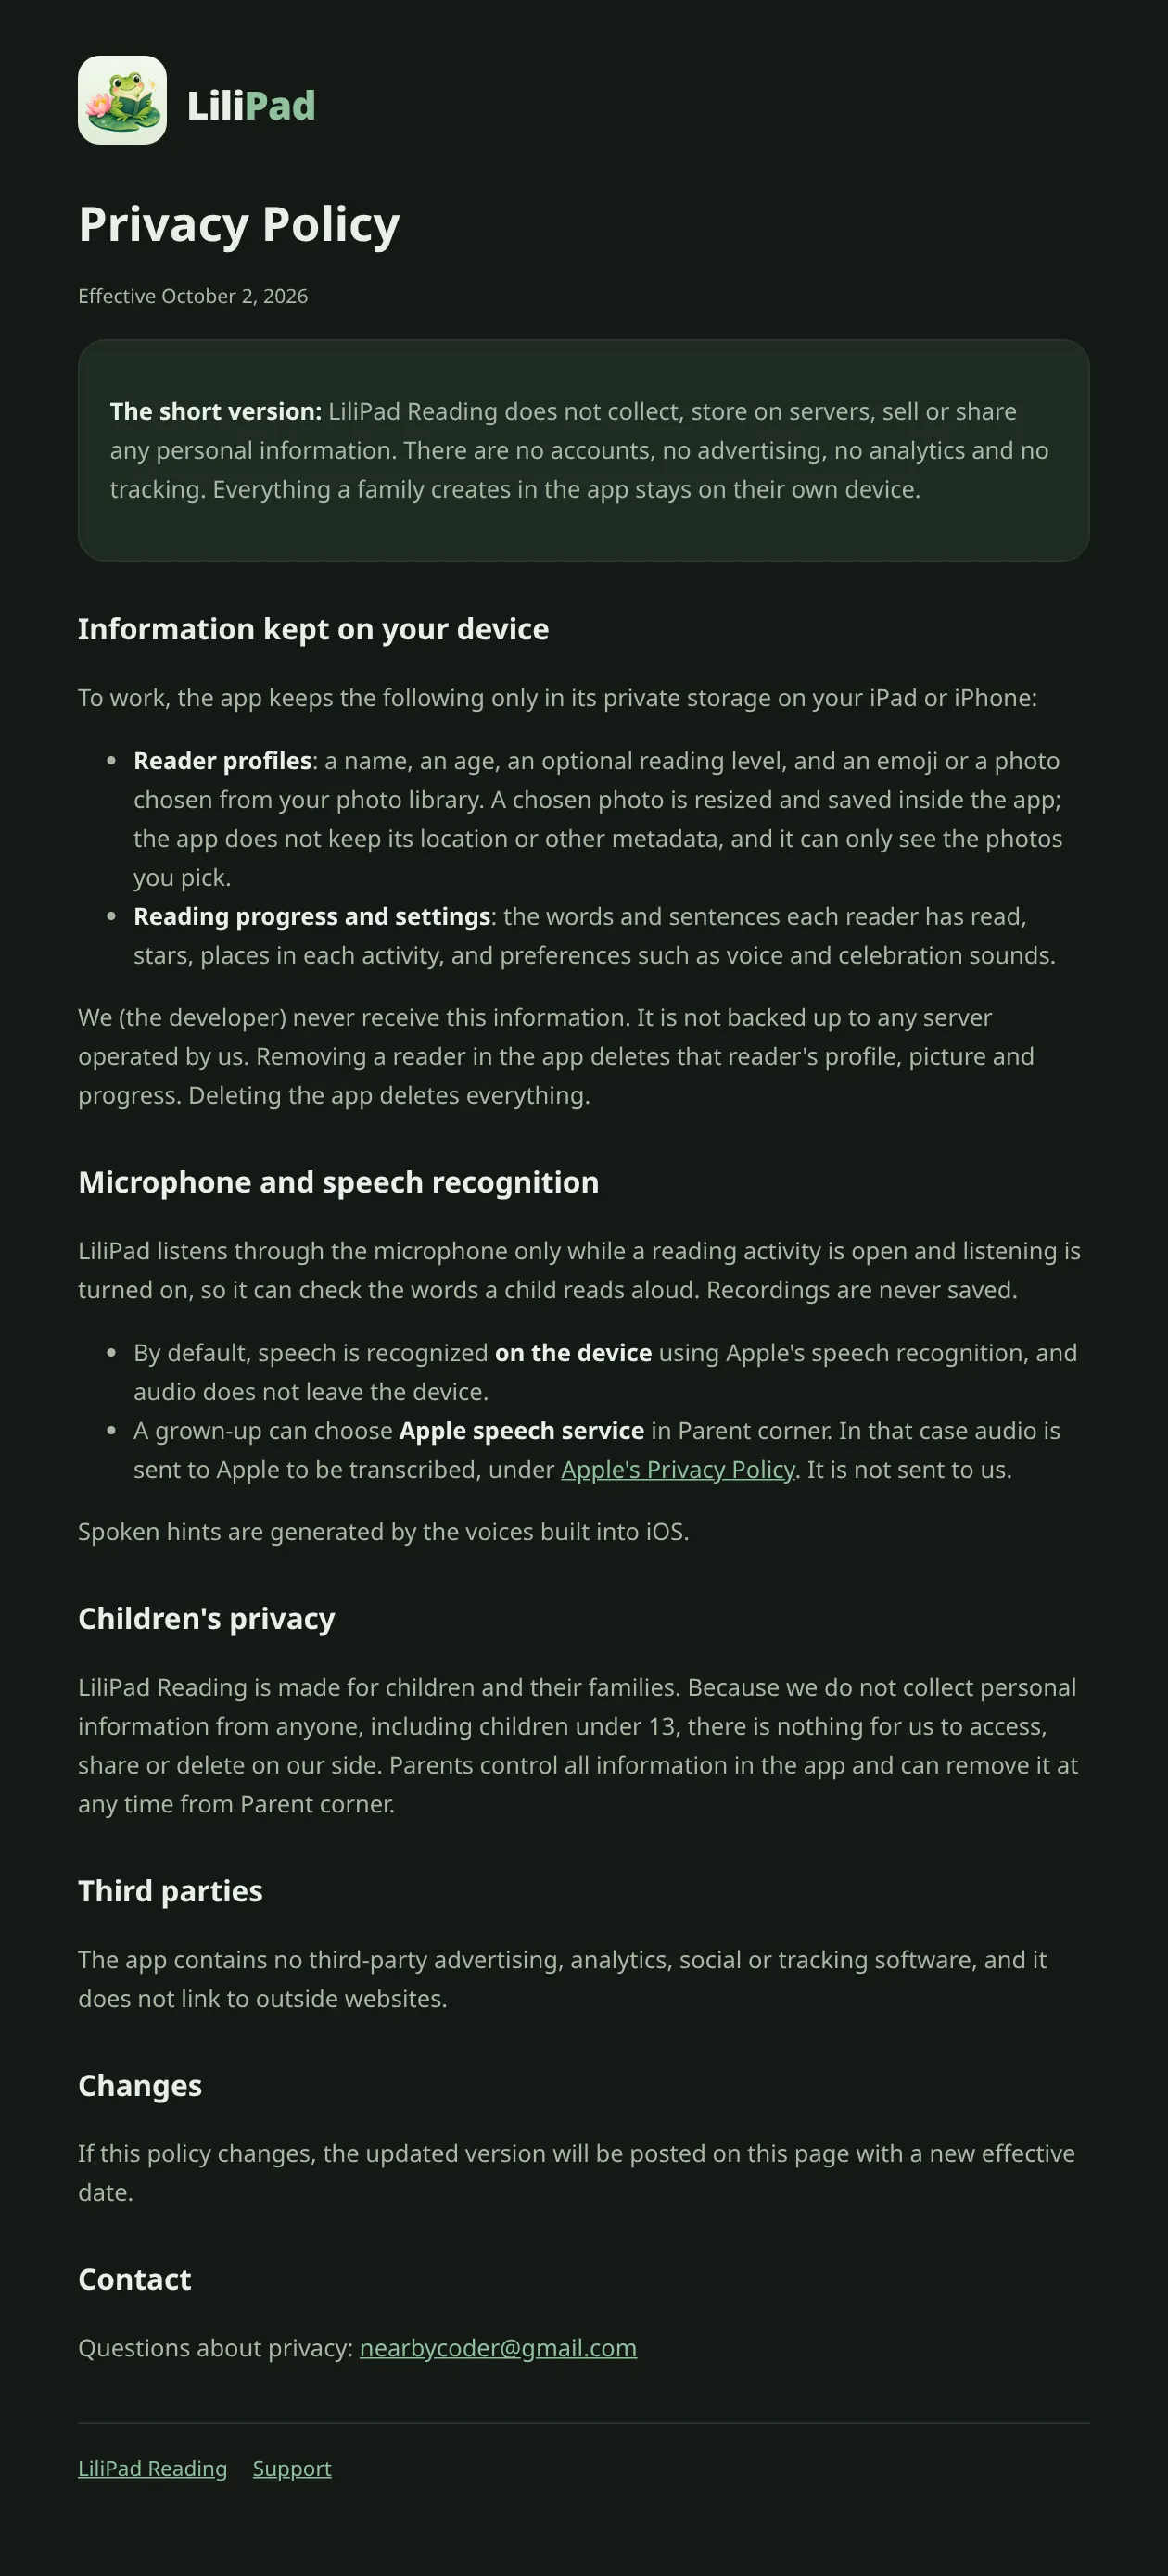 LiliPad
Privacy Policy
Effective October 2, 2026
The short version: LiliPad Reading does not collect, store on servers, sell or share
any personal information. There are no accounts, no advertising, no analytics and no
tracking. Everything a family creates in the app stays on their own device.
Information kept on your device
To work, the app keeps the following only in its private storage on your iPad or iPhone:
• Reader profiles: a name, an age, an optional reading level, and an emoji or a photo
chosen from your photo library. A chosen photo is resized and saved inside the app;
the app does not keep its location or other metadata, and it can only see the photos
you pick.
• Reading progress and settings: the words and sentences each reader has read,
stars, places in each activity, and preferences such as voice and celebration sounds.
We (the developer) never receive this information. It is not backed up to any server
operated by us. Removing a reader in the app deletes that reader's profile, picture and
progress. Deleting the app deletes everything.
Microphone and speech recognition
LiliPad listens through the microphone only while a reading activity is open and listening is
turned on, so it can check the words a child reads aloud. Recordings are never saved.
• By default, speech is recognized on the device using Apple's speech recognition, and
audio does not leave the device.
• A grown-up can choose Apple speech service in Parent corner. In that case audio is
sent to Apple to be transcribed, under Apple's Privacy Policy. It is not sent to us.
Spoken hints are generated by the voices built into iOS.
Children's privacy
LiliPad Reading is made for children and their families. Because we do not collect personal
information from anyone, including children under 13, there is nothing for us to access,
share or delete on our side. Parents control all information in the app and can remove it at
any time from Parent corner.
Third parties
The app contains no third-party advertising, analytics, social or tracking software, and it
does not link to outside websites.
Changes
If this policy changes, the updated version will be posted on this page with a new effective
date.
Contact
Questions about privacy: nearbycoder@gmail.com
LiliPad Reading Support